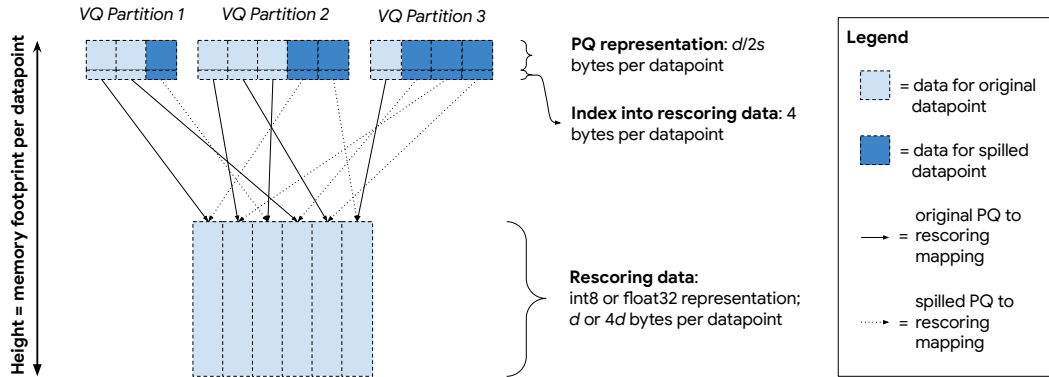 VQ Partition 1
VQ Partition 2
VQ Partition 3
Height = memory footprint per datapoint
PQ representation: d/2s
bytes per datapoint
Index into rescoring data: 4
bytes per datapoint
Rescoring data:
int8 or float32 representation;
d or 4d bytes per datapoint
Legend
= data for original
datapoint
= data for spilled
datapoint
original PQ to
= rescoring
mapping
spilled PQ to
= rescoring
mapping